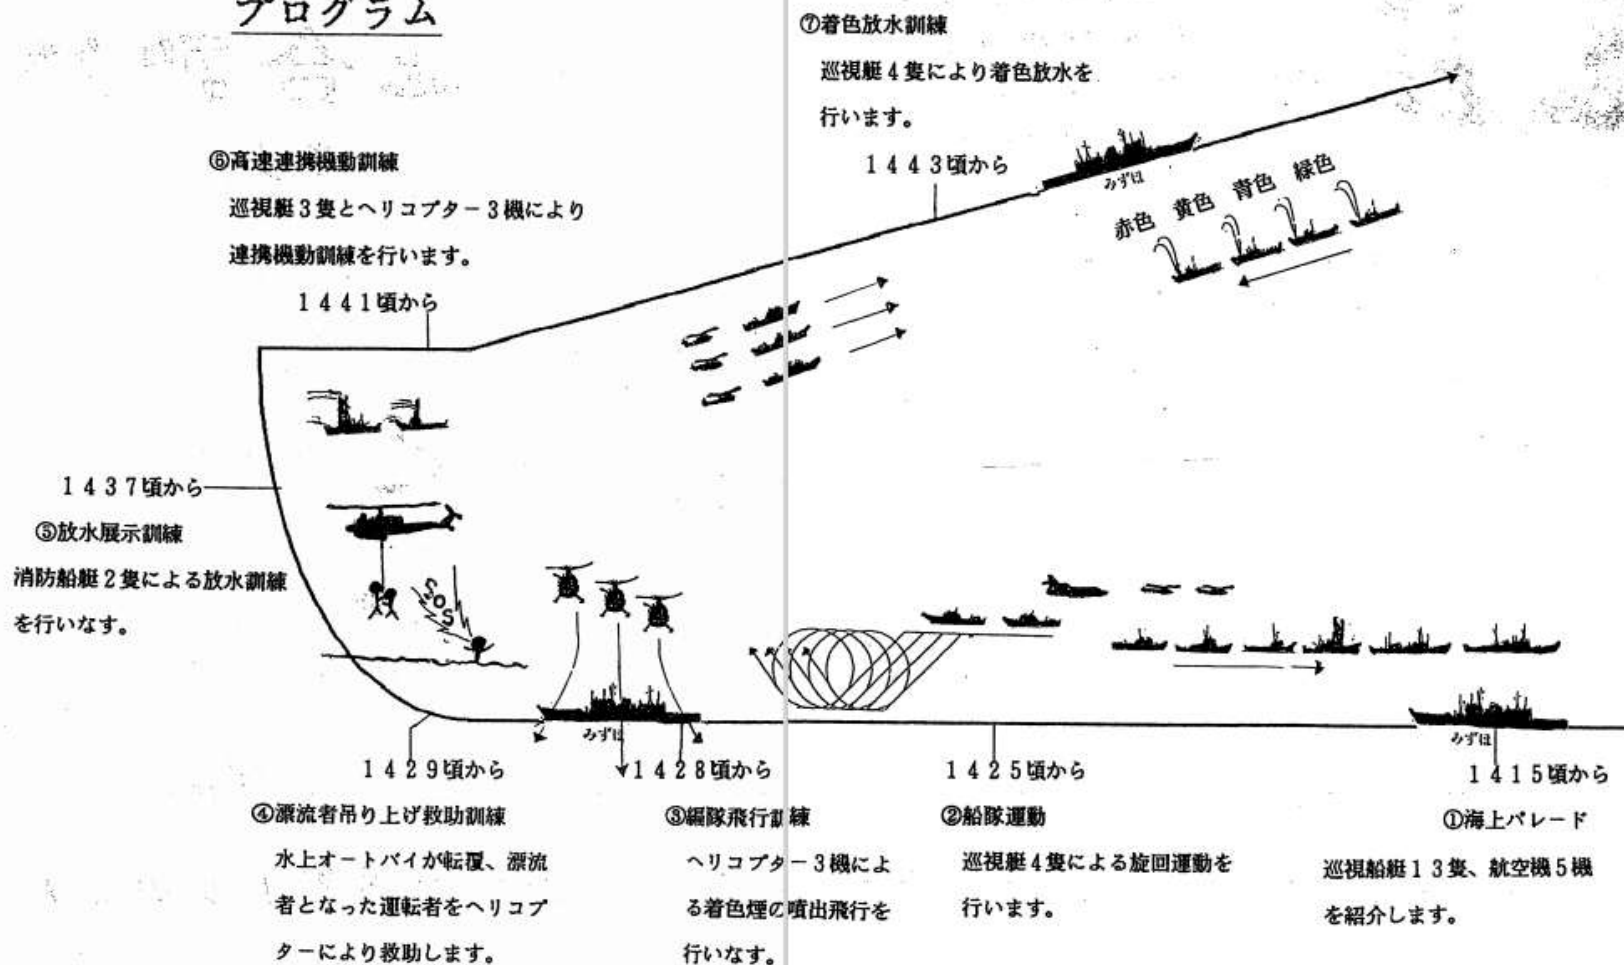 プログラム
①海上パレード
巡視船艇13隻、航空機5機
を紹介します。
1415頃から
みずほ
②船隊運動
巡視艇4隻による旋回運動を
行います。
1425頃から
③編隊飛行訓練
ヘリコプター3機によ
る着色煙の噴出飛行を
行いなす。
1428頃から
みずほ
④漂流者吊り上げ救助訓練
水上オートバイが転覆、漂流
者となった運転者をヘリコプ
ターにより救助します。
1429頃から
SOS
1437頃から
⑤放水展示訓練
消防船艇2隻による放水訓練
を行いなす。
⑥高速連携機動訓練
巡視艇3隻とヘリコプター3機により
連携機動訓練を行います。
1441頃から
⑦着色放水訓練
巡視艇4隻により着色放水を
行います。
1443頃から
みずほ
赤色 黄色 青色 緑色